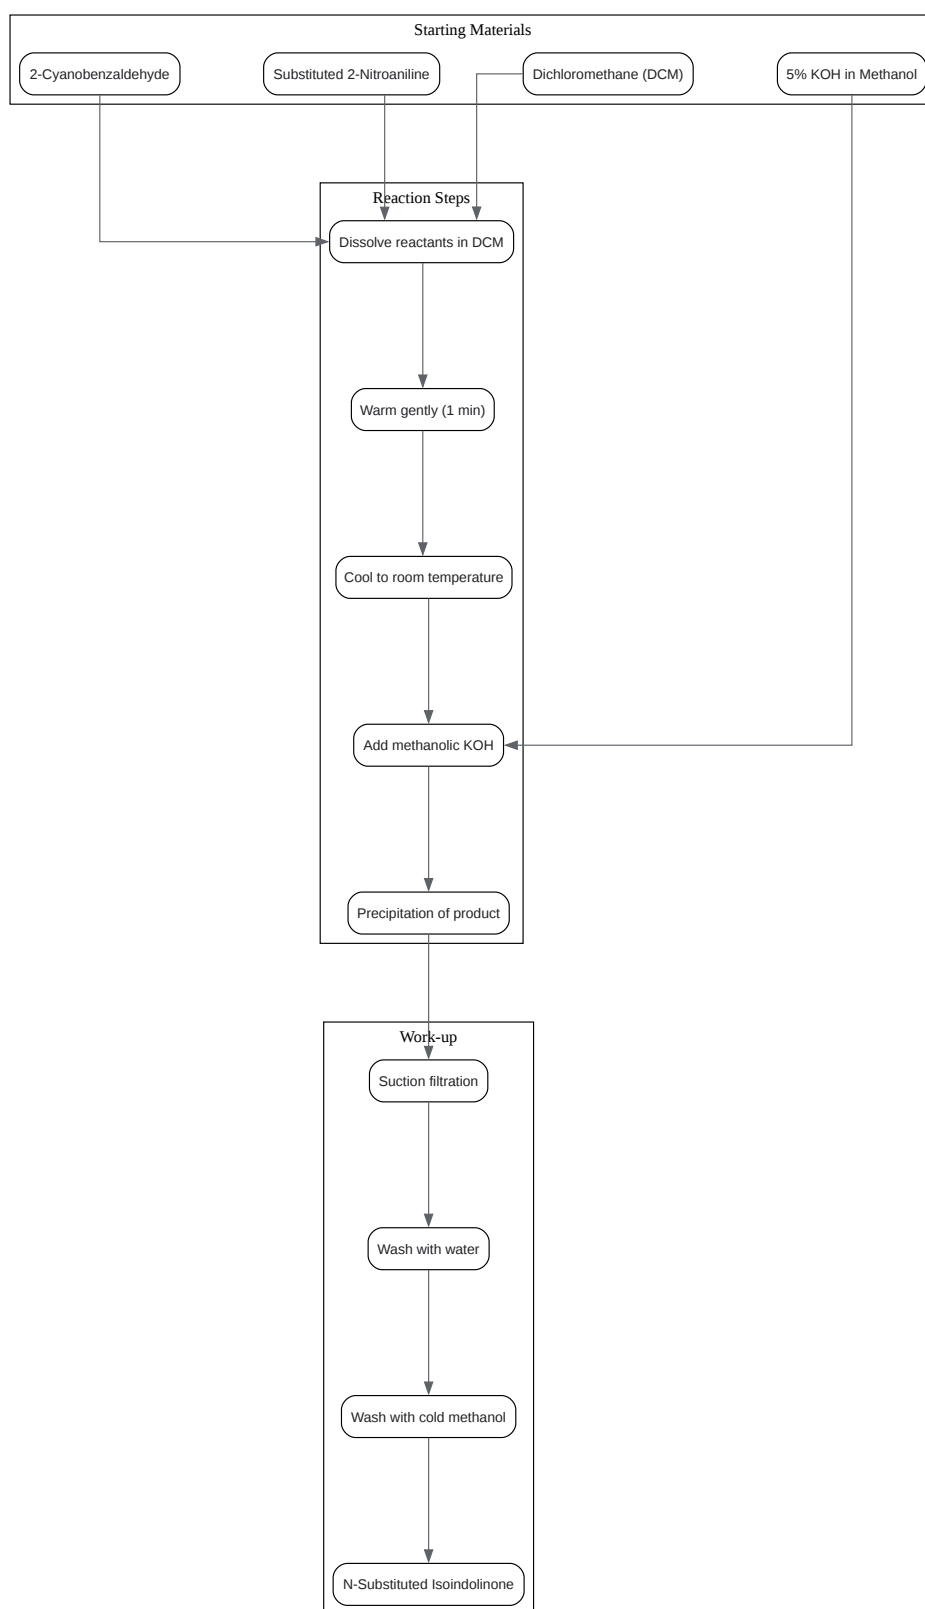 Starting Materials
2-Cyanobenzaldehyde
Substituted 2-Nitroaniline
Dichloromethane (DCM)
5% KOH in Methanol
Reaction Steps
Dissolve reactants in DCM
Warm gently (1 min)
Cool to room temperature
Add methanolic KOH
Precipitation of product
Work-up
Suction filtration
Wash with water
Wash with cold methanol
N-Substituted Isoindolinone